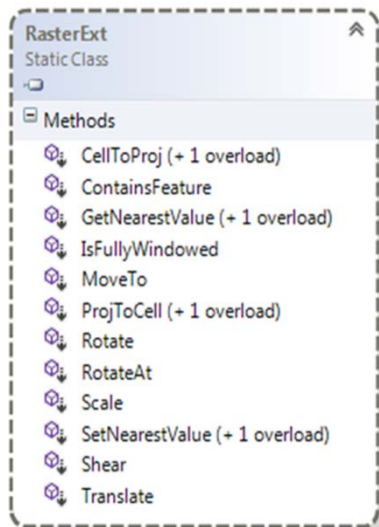 RasterExt
Static Class
Methods
CellToProj (+ 1 overload)
ContainsFeature
GetNearestValue (+ 1 overload)
IsFullyWindowed
MoveTo
ProjToCell (+ 1 overload)
Rotate
RotateAt
Scale
SetNearestValue (+ 1 overload)
Shear
Translate